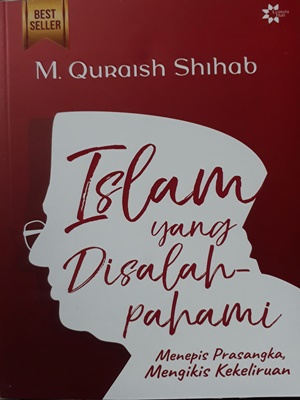 BEST
SELLER
M. Quraish Shihab
Islam
yang
Disalah-
pahami
Menepis Prasangka,
Mengikis Kekeliruan